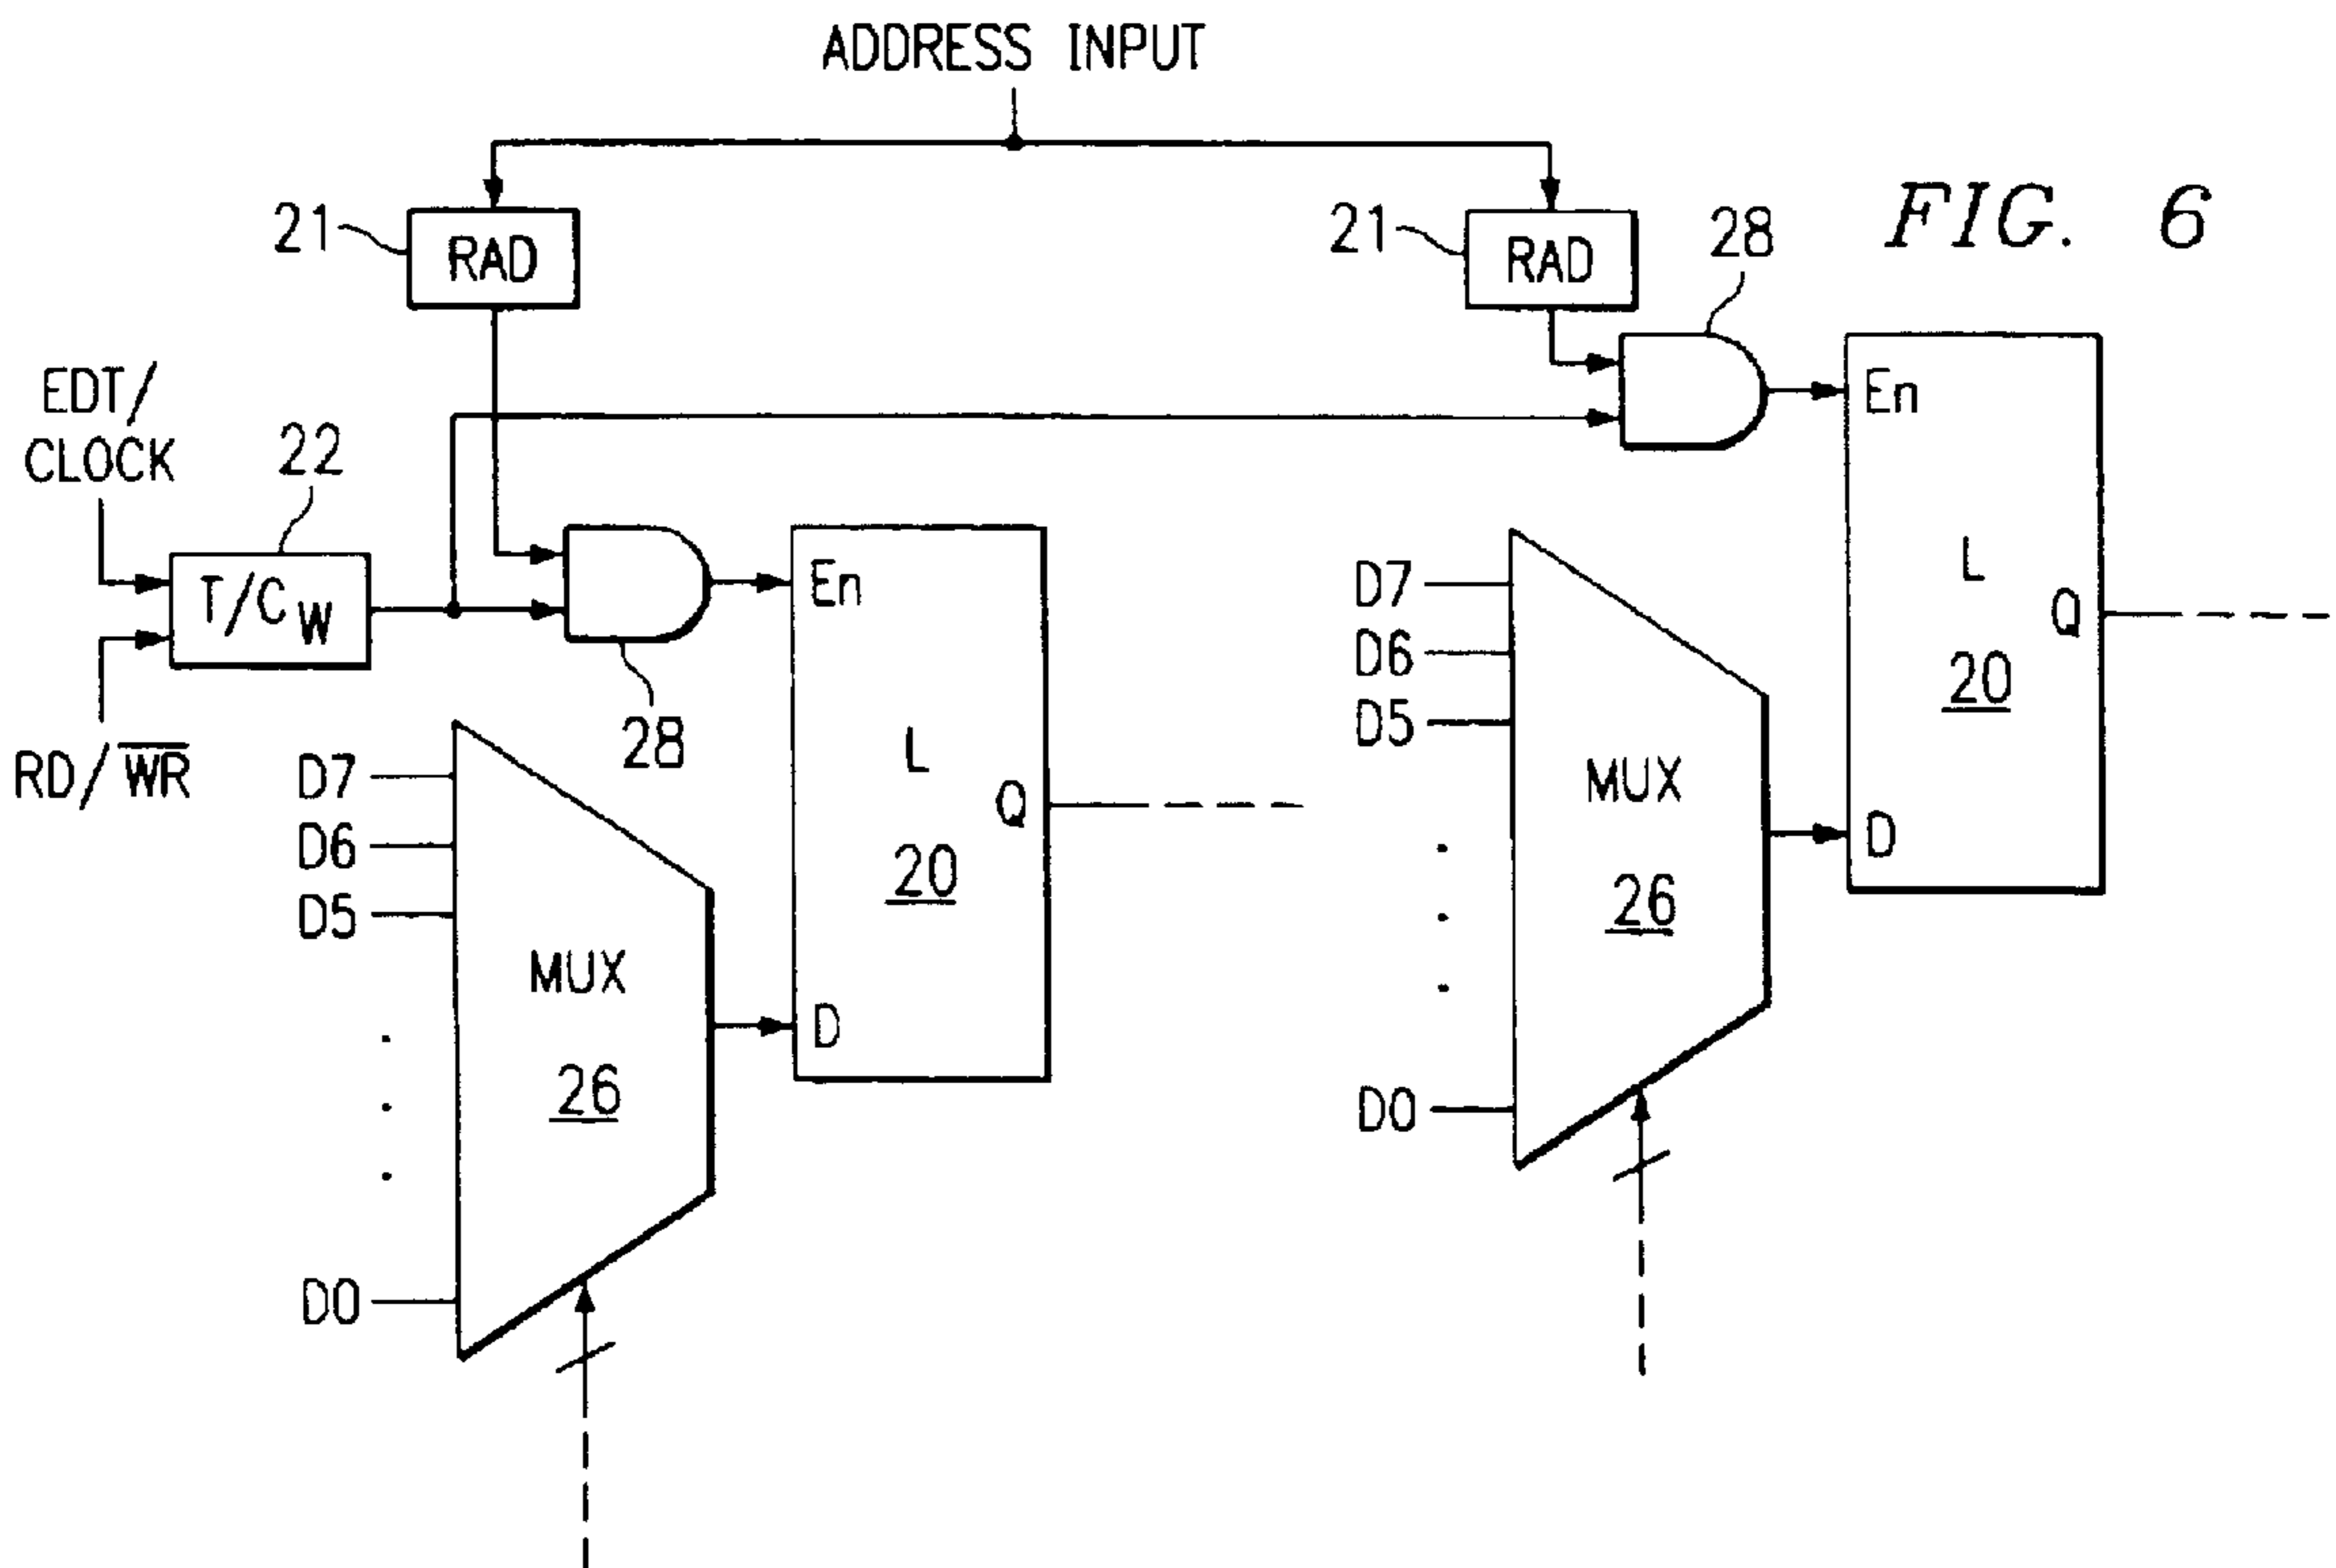 ADDRESS INPUT
FIG. 6
21
RAD
21
RAD
28
EDT/
CLOCK
22
T/CW
RD/WR
28
En
L
Q
20
D
D7
D6
D5
MUX
26
D0
En
L
Q
20
D
D7
D6
D5
MUX
26
D0